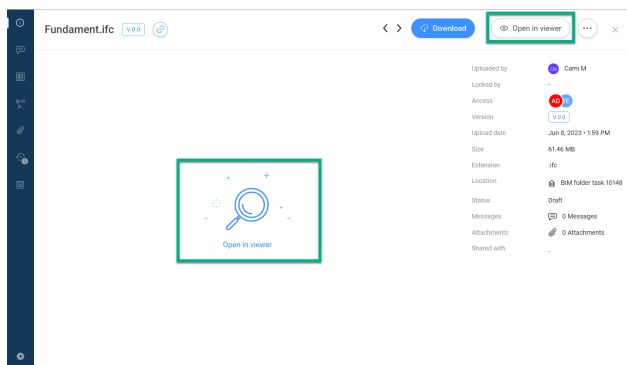 Fundament.ifc V 0.0 Download Open in viewer
Uploaded by CM Cami M
Locked by -
Access AD TE
Version V 0.0
Upload date Jun 8, 2023 • 1:59 PM
Size 61.46 MB
Extension .ifc
Location BIM folder task 10148
Status Draft
Messages 0 Messages
Attachments 0 Attachments
Shared with -
Open in viewer